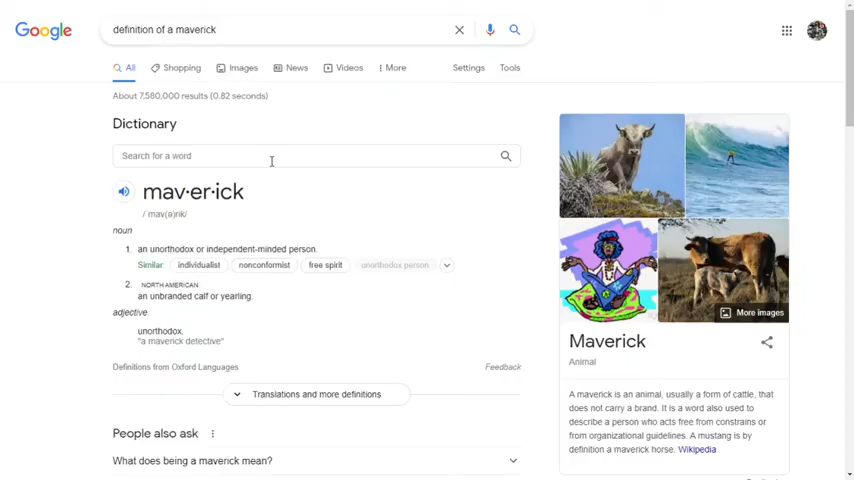 Google
definition of a maverick
All
Shopping
Images
News
Videos
More
Settings
Tools
About 7,580,000 results (0.82 seconds)
Dictionary
Search for a word
mav·er·ick
/ˈmav(ə)rik/
noun
1. an unorthodox or independent-minded person.
Similar: individualist nonconformist free spirit unorthodox person
2. NORTH AMERICAN
an unbranded calf or yearling.
adjective
unorthodox.
"a maverick detective"
Definitions from Oxford Languages
Feedback
Translations and more definitions
People also ask
What does being a maverick mean?
More images
Maverick
Animal
A maverick is an animal, usually a form of cattle, that
does not carry a brand. It is a word also used to
describe a person who acts free from constrains or
from organizational guidelines. A mustang is by
definition a maverick horse. Wikipedia